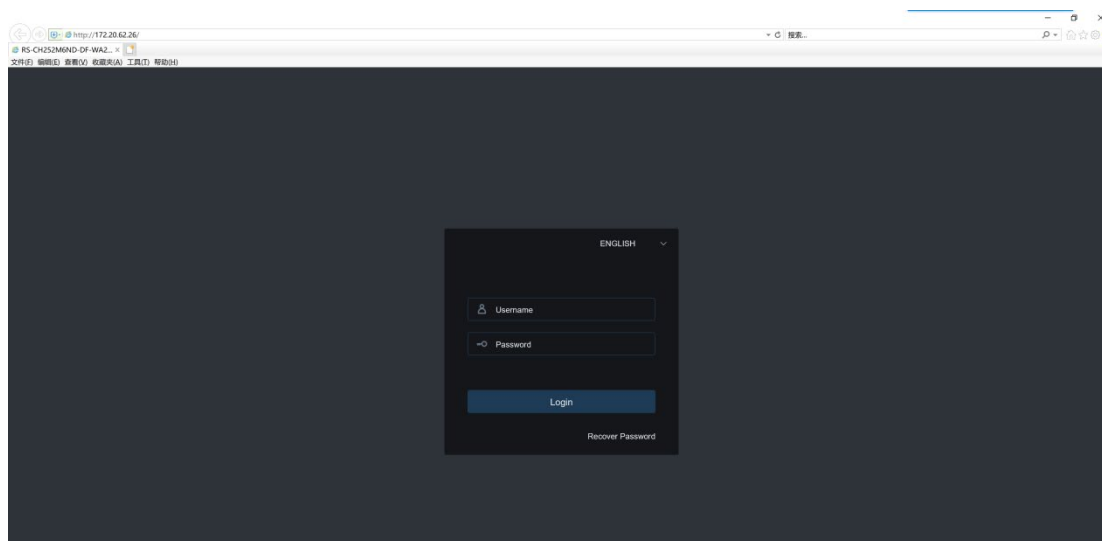 http://172.20.62.26/
搜索...
RS-CH252M6ND-DF-WA2...
文件(F) 编辑(E) 查看(V) 收藏夹(A) 工具(T) 帮助(H)
ENGLISH
Username
Password
Login
Recover Password